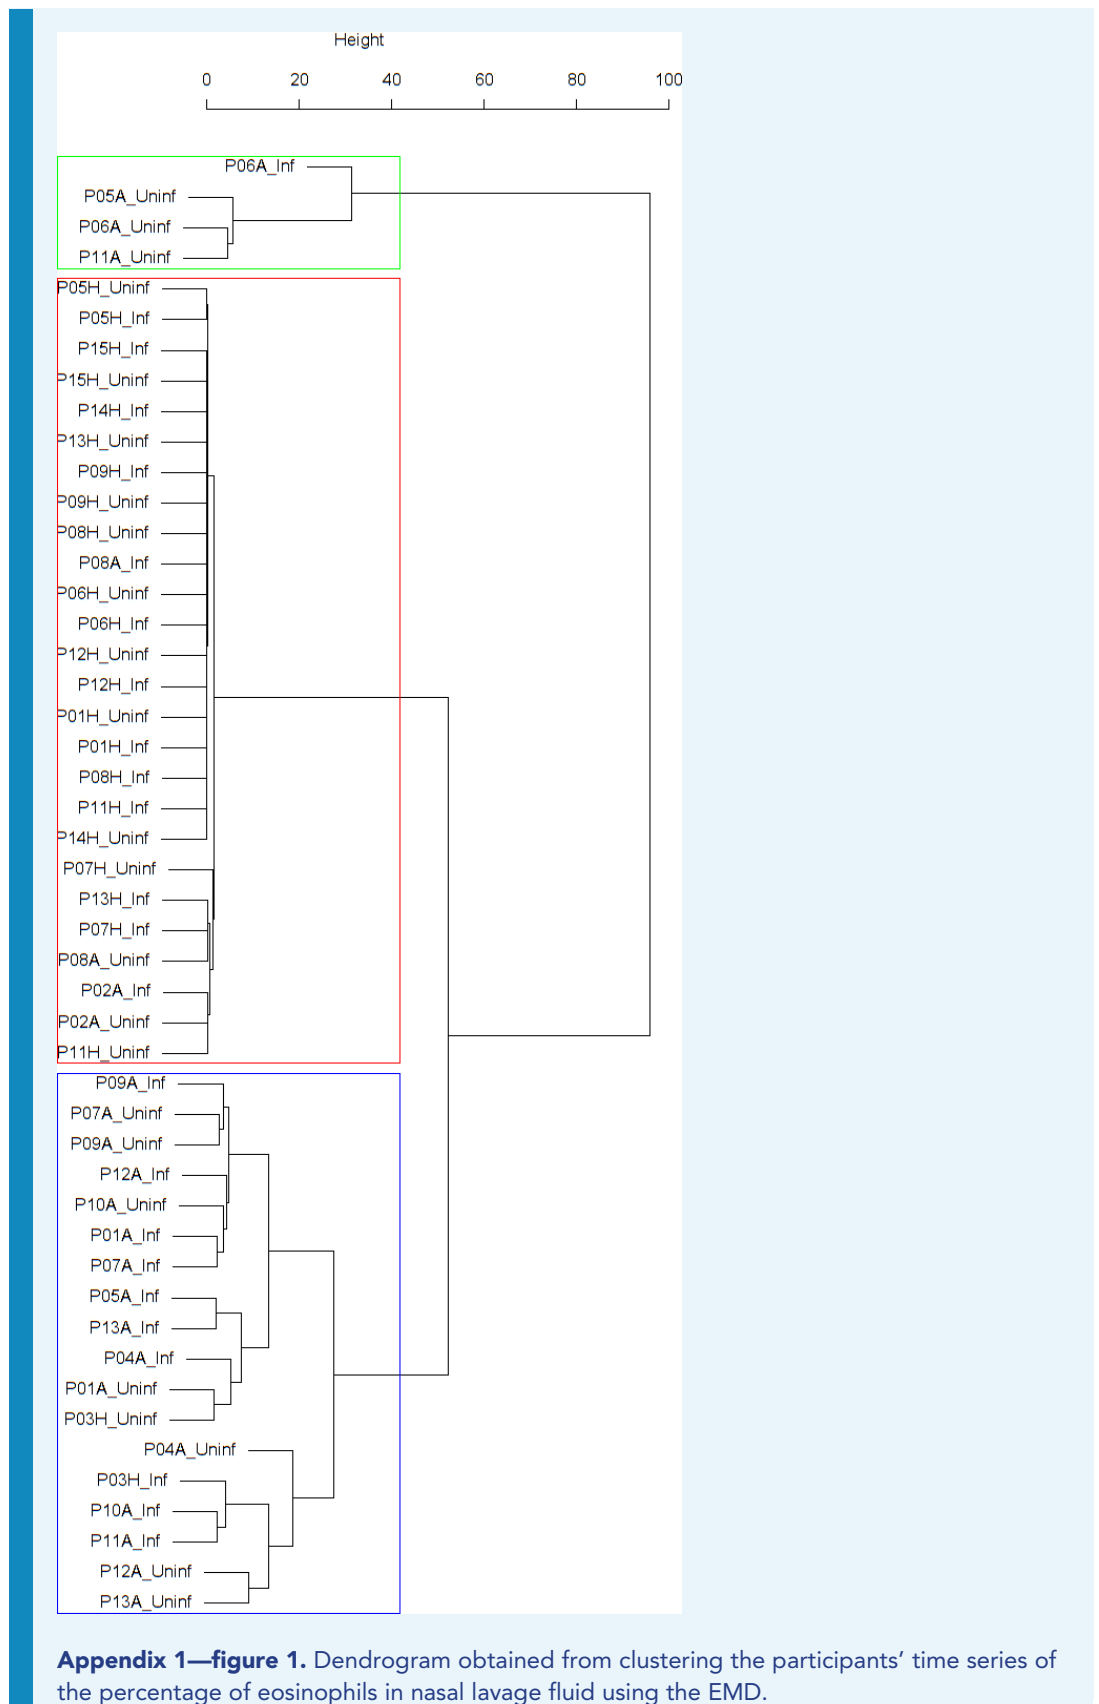 Height
0 20 40 60 80 100
P06A_Inf
P05A_Uninf
P06A_Uninf
P11A_Uninf
P05H_Uninf
P05H_Inf
P15H_Inf
P15H_Uninf
P14H_Inf
P13H_Uninf
P09H_Inf
P09H_Uninf
P08H_Uninf
P08A_Inf
P06H_Uninf
P06H_Inf
P12H_Uninf
P12H_Inf
P01H_Uninf
P01H_Inf
P08H_Inf
P11H_Inf
P14H_Uninf
P07H_Uninf
P13H_Inf
P07H_Inf
P08A_Uninf
P02A_Inf
P02A_Uninf
P11H_Uninf
P09A_Inf
P07A_Uninf
P09A_Uninf
P12A_Inf
P10A_Uninf
P01A_Inf
P07A_Inf
P05A_Inf
P13A_Inf
P04A_Inf
P01A_Uninf
P03H_Uninf
P04A_Uninf
P03H_Inf
P10A_Inf
P11A_Inf
P12A_Uninf
P13A_Uninf
Appendix 1—figure 1. Dendrogram obtained from clustering the participants’ time series of
the percentage of eosinophils in nasal lavage fluid using the EMD.